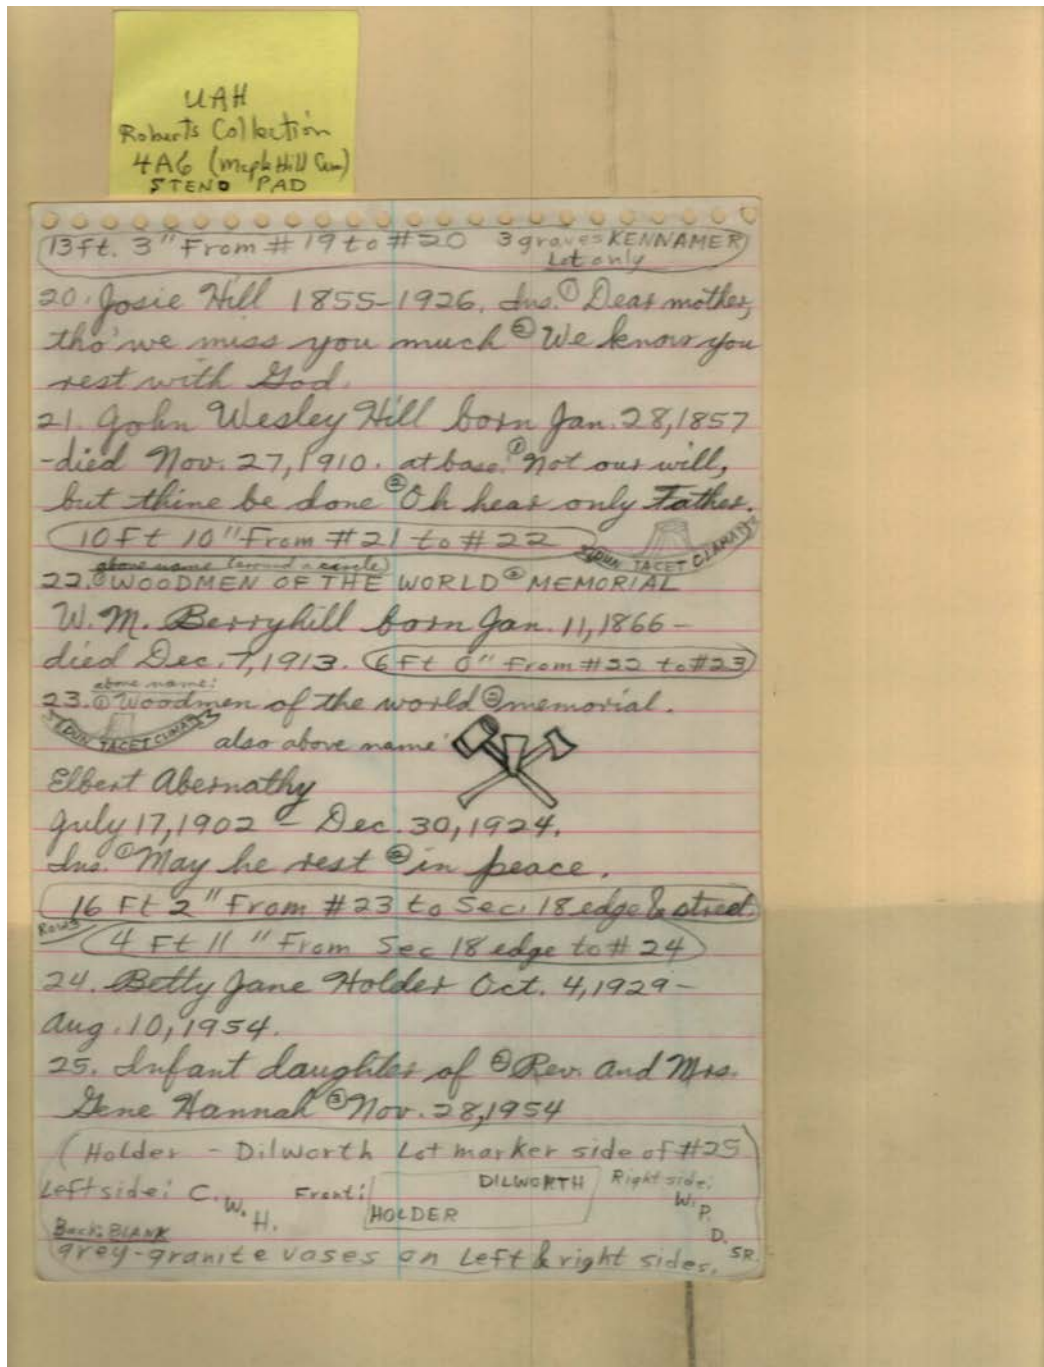 UAH
Roberts Collection
4A6 (Maple Hill Cem)
STENO PAD
13 ft. 3" From #19 to #20 3 graves KENNAMER
Lot only
20. Josie Hill 1855-1926. Ins. ① Dear mother,
tho' we miss you much ② We know you
rest with God.
21. John Wesley Hill born Jan. 28, 1857
-died Nov. 27, 1910. at base: ① Not our will,
but thine be done ② Oh hear only Father.
10 Ft 10" From #21 to #22
DUM TACET CLAMAT
above name (around a circle)
22. ① WOODMEN OF THE WORLD ② MEMORIAL
W. M. Berryhill born Jan. 11, 1866 -
died Dec. 7, 1913. 6 Ft 0" From #22 to #23
above name:
23. ① Woodmen of the world ② memorial.
DUM TACET CLAMAT
also above name:
Elbert Abernathy
July 17, 1902 - Dec. 30, 1924.
Ins. ① May he rest ② in peace.
16 Ft 2" From #23 to Sec. 18 edge & street.
Row 3
4 Ft 11" From Sec 18 edge to #24
24. Betty Jane Holder Oct. 4, 1929 -
Aug. 10, 1954.
25. Infant daughter of ② Rev. and Mrs.
Gene Hannah ③ Nov. 28, 1954
(Holder - Dilworth Lot marker side of #25
Left side: C. W. H. Front: DILWORTH HOLDER Right side: W. P. D. SR.
Back: BLANK
grey-granite vases on Left & right sides.